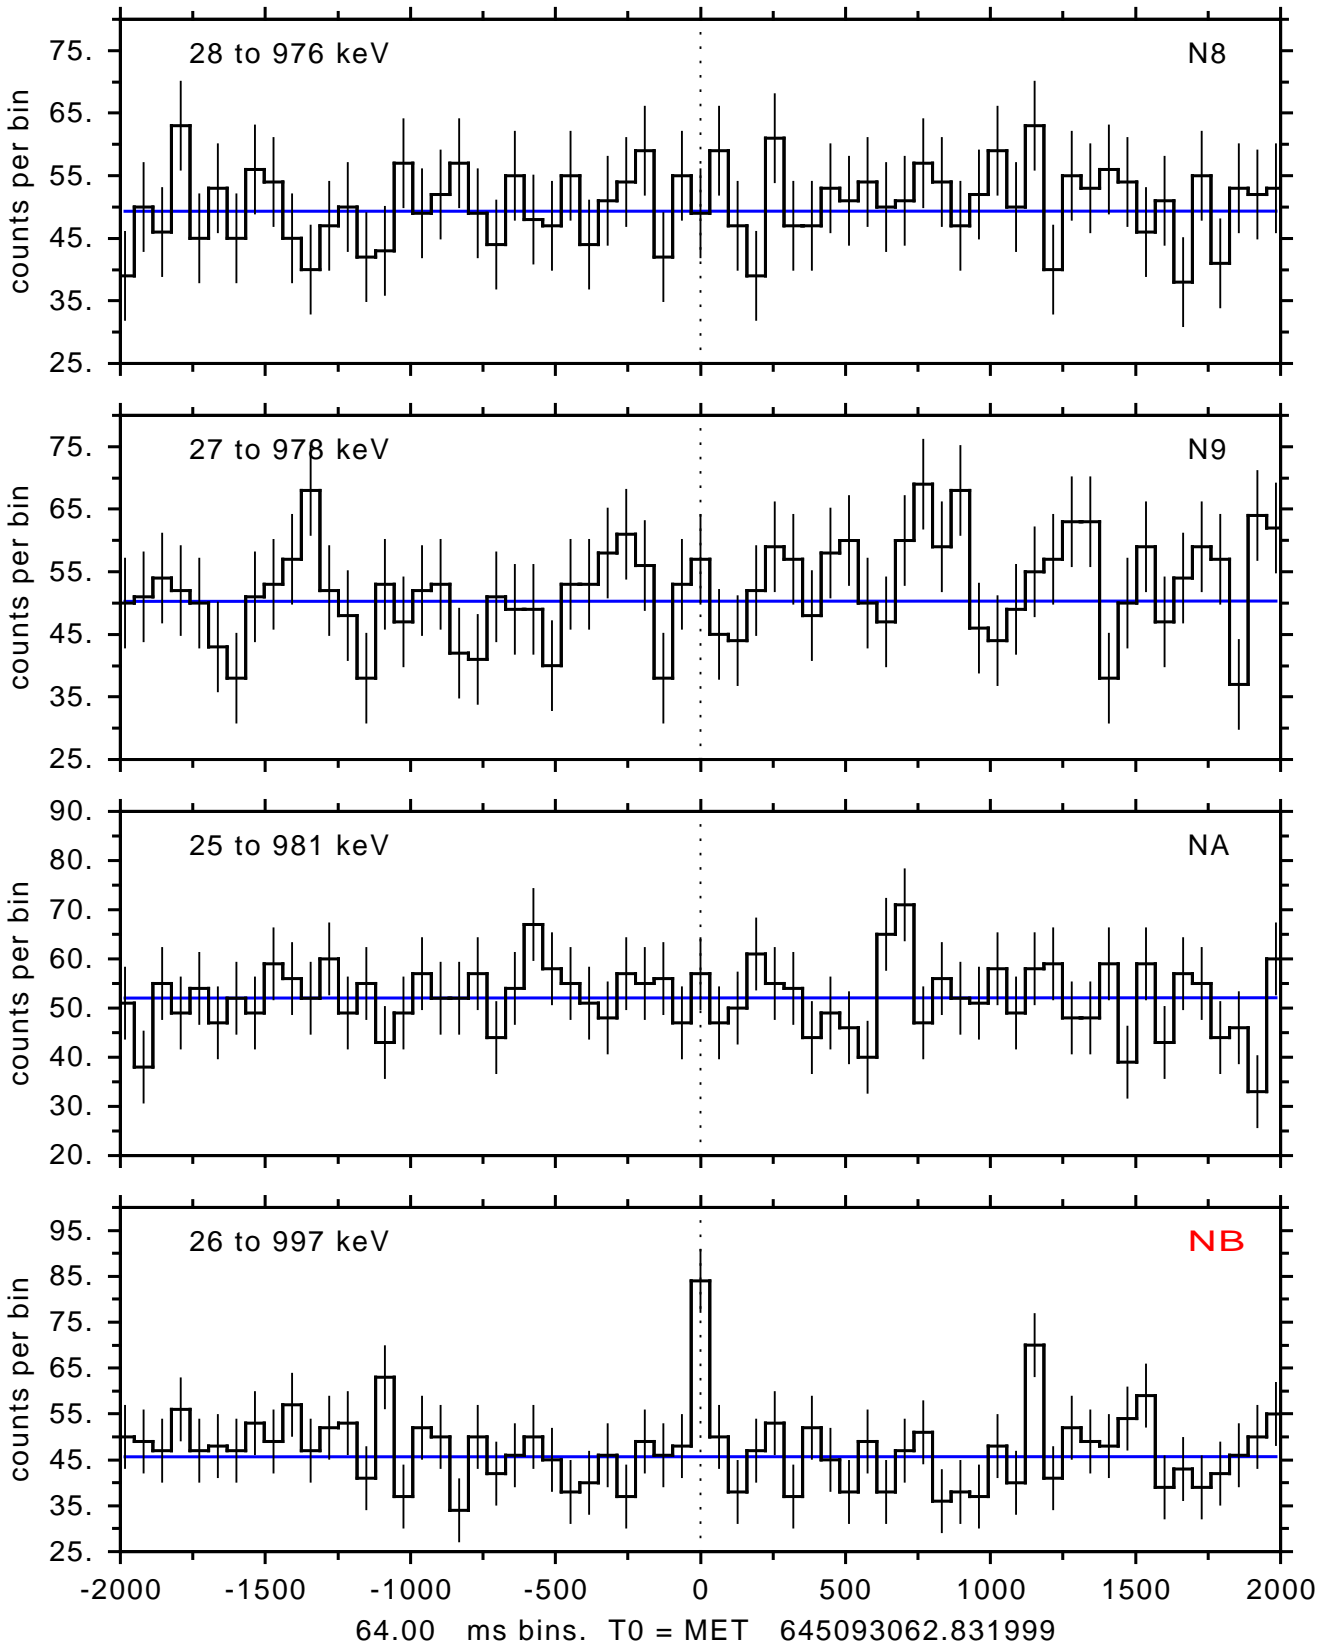 28 to 976 keV N8
75.
65.
55.
45.
35.
25.
counts per bin
27 to 978 keV N9
75.
65.
55.
45.
35.
25.
counts per bin
25 to 981 keV NA
90.
80.
70.
60.
50.
40.
30.
20.
counts per bin
26 to 997 keV NB
95.
85.
75.
65.
55.
45.
35.
25.
counts per bin
-2000 -1500 -1000 -500 0 500 1000 1500 2000
64.00 ms bins. T0 = MET 645093062.831999